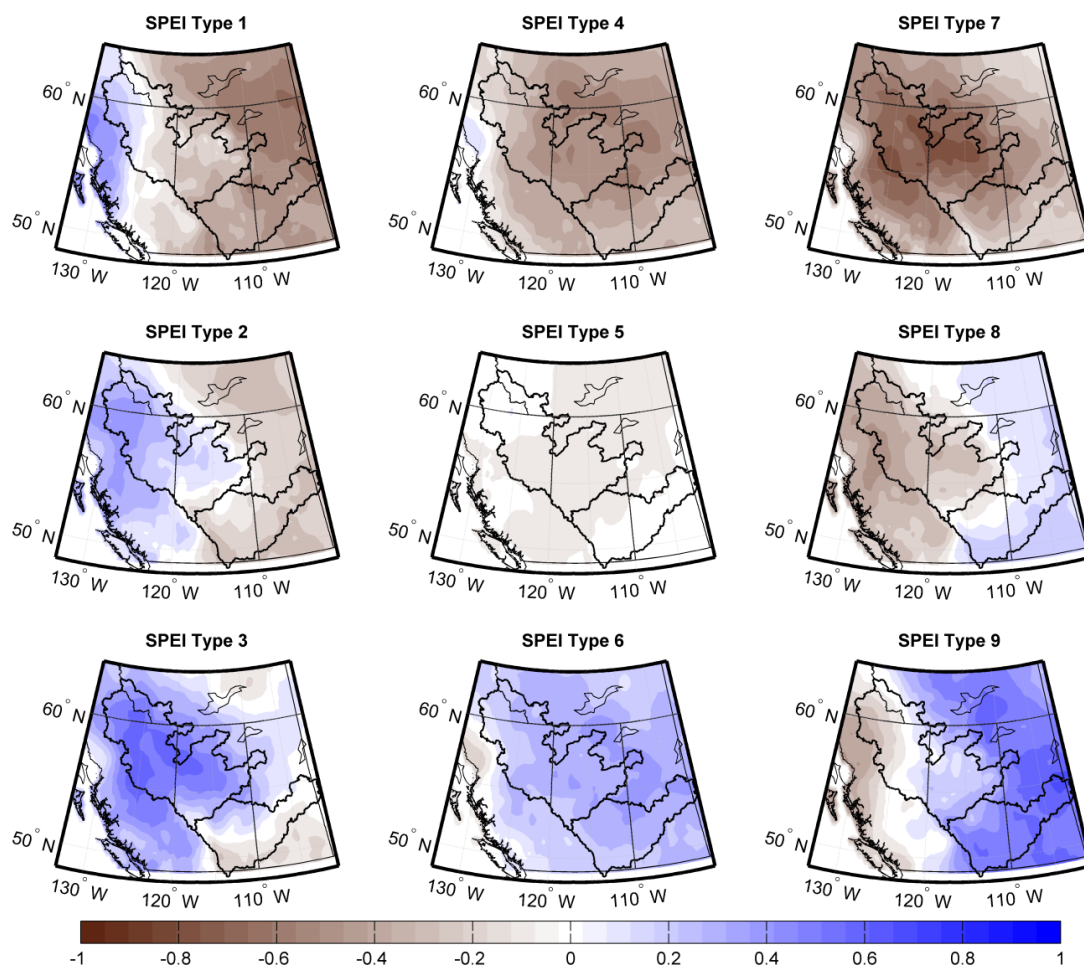 SPEI Type 1
SPEI Type 4
SPEI Type 7
60° N
50° N
130° W
120° W
110° W
60° N
50° N
130° W
120° W
110° W
60° N
50° N
130° W
120° W
110° W
SPEI Type 2
SPEI Type 5
SPEI Type 8
60° N
50° N
130° W
120° W
110° W
60° N
50° N
130° W
120° W
110° W
60° N
50° N
130° W
120° W
110° W
SPEI Type 3
SPEI Type 6
SPEI Type 9
60° N
50° N
130° W
120° W
110° W
60° N
50° N
130° W
120° W
110° W
60° N
50° N
130° W
120° W
110° W
-1 -0.8 -0.6 -0.4 -0.2 0 0.2 0.4 0.6 0.8 1